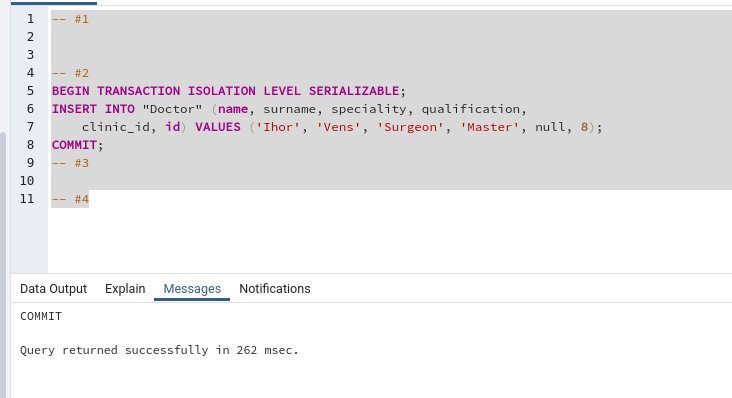 1 -- #1
2
3
4 -- #2
5 BEGIN TRANSACTION ISOLATION LEVEL SERIALIZABLE;
6 INSERT INTO "Doctor" (name, surname, speciality, qualification,
7     clinic_id, id) VALUES ('Ihor', 'Vens', 'Surgeon', 'Master', null, 8);
8 COMMIT;
9 -- #3
10
11 -- #4
Data Output Explain Messages Notifications
COMMIT
Query returned successfully in 262 msec.